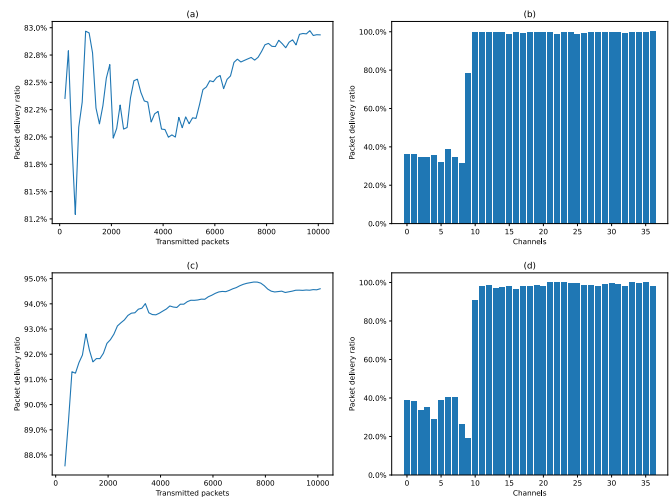 (a)
83.0%
82.8%
82.5%
82.2%
82.0%
81.8%
81.5%
81.2%
Packet delivery ratio
0 2000 4000 6000 8000 10000
Transmitted packets
(b)
100.0%
80.0%
60.0%
40.0%
20.0%
0.0%
Packet delivery ratio
0 5 10 15 20 25 30 35
Channels
(c)
95.0%
94.0%
93.0%
92.0%
91.0%
90.0%
89.0%
88.0%
Packet delivery ratio
0 2000 4000 6000 8000 10000
Transmitted packets
(d)
100.0%
80.0%
60.0%
40.0%
20.0%
0.0%
Packet delivery ratio
0 5 10 15 20 25 30 35
Channels